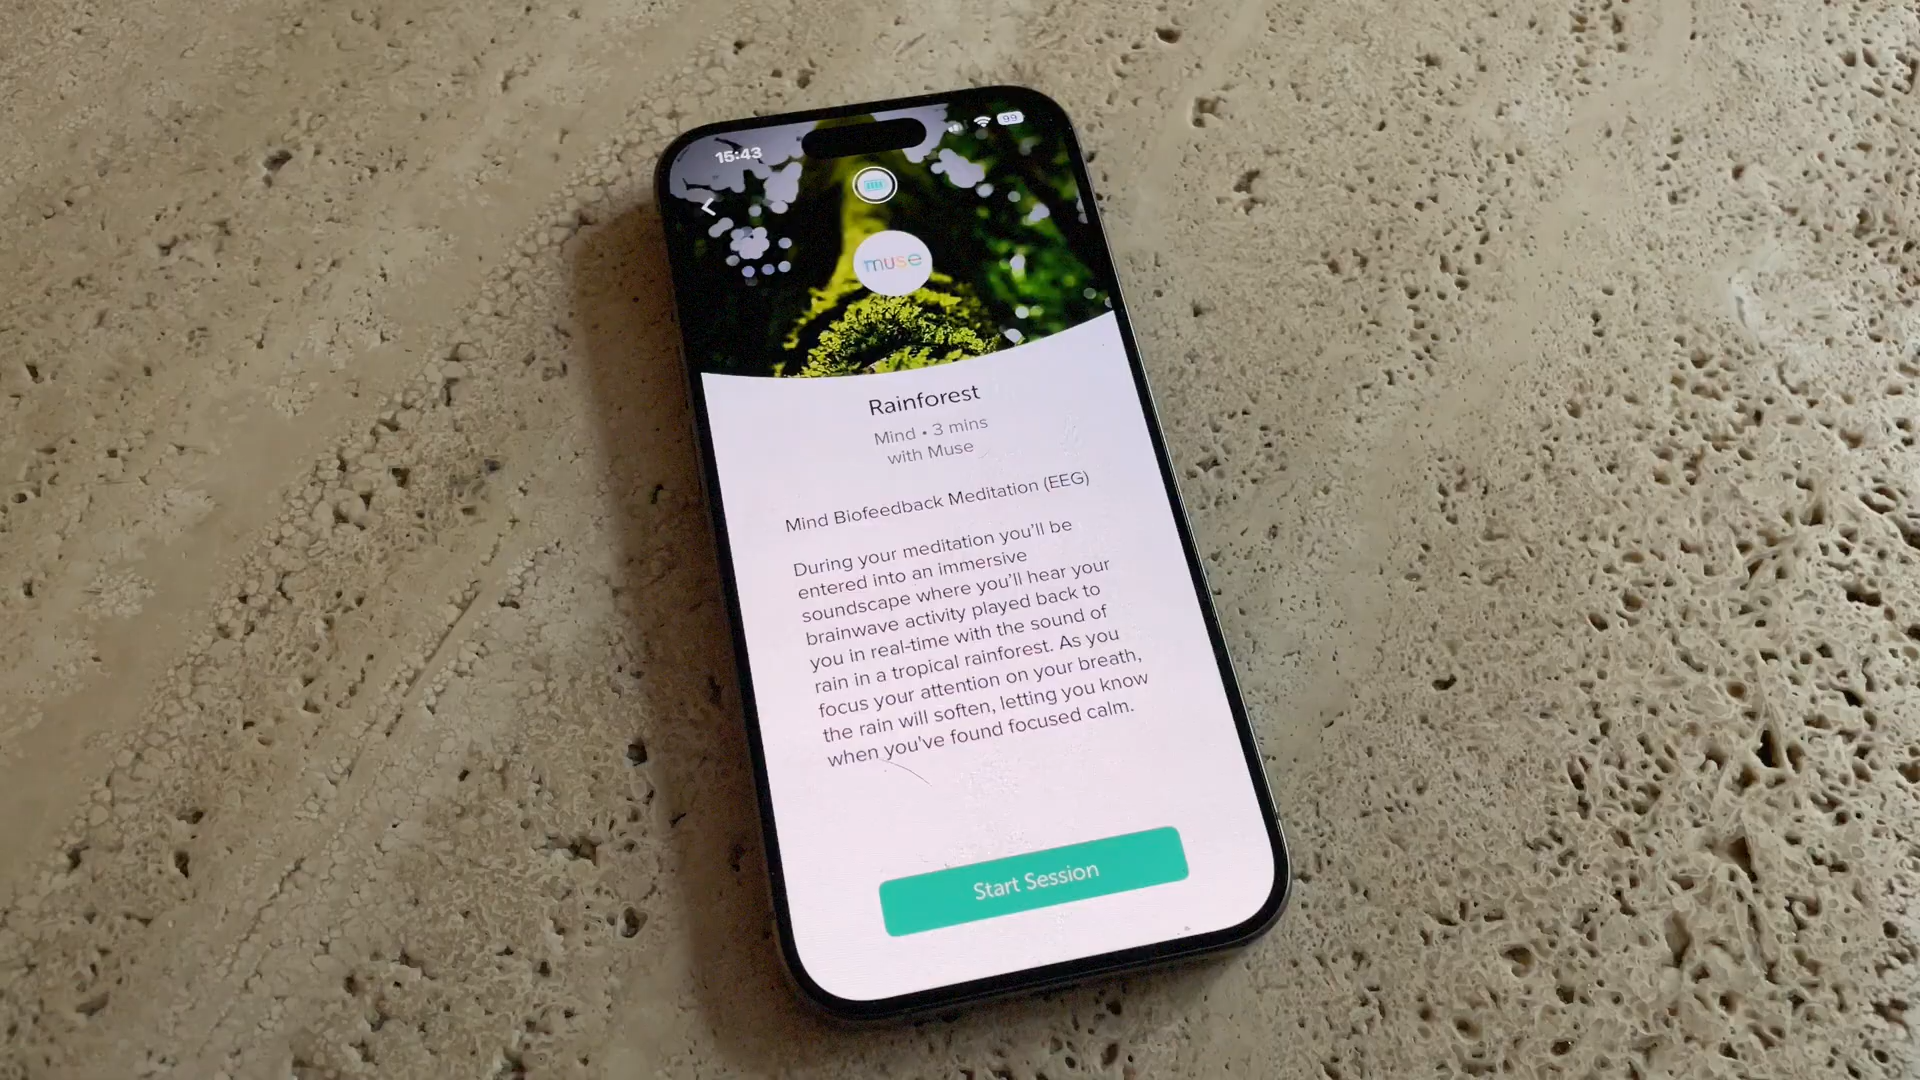 15:43
99
muse
Rainforest
Mind • 3 mins
with Muse
Mind Biofeedback Meditation (EEG)
During your meditation you'll be
entered into an immersive
soundscape where you'll hear your
brainwave activity played back to
you in real-time with the sound of
rain in a tropical rainforest. As you
focus your attention on your breath,
the rain will soften, letting you know
when you've found focused calm.
Start Session